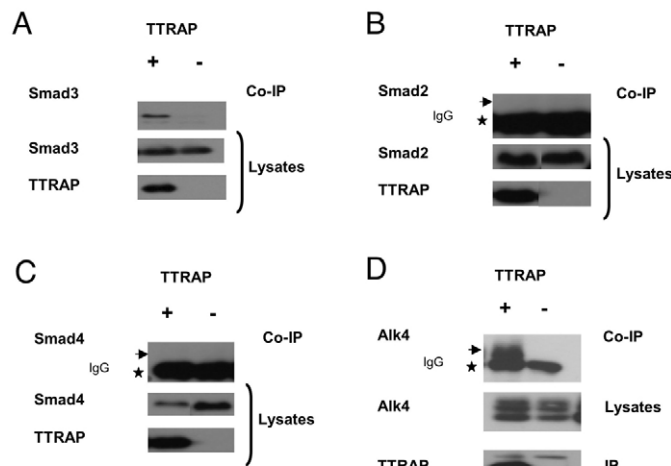 A
TTRAP
+ -
Smad3 Co-IP
Smad3
Lysates
TTRAP
B
TTRAP
+ -
Smad2 Co-IP
IgG
Smad2
Lysates
TTRAP
C
TTRAP
+ -
Smad4 Co-IP
IgG
Smad4
Lysates
TTRAP
D
TTRAP
+ -
Alk4 Co-IP
IgG
Alk4 Lysates
TTRAP IP